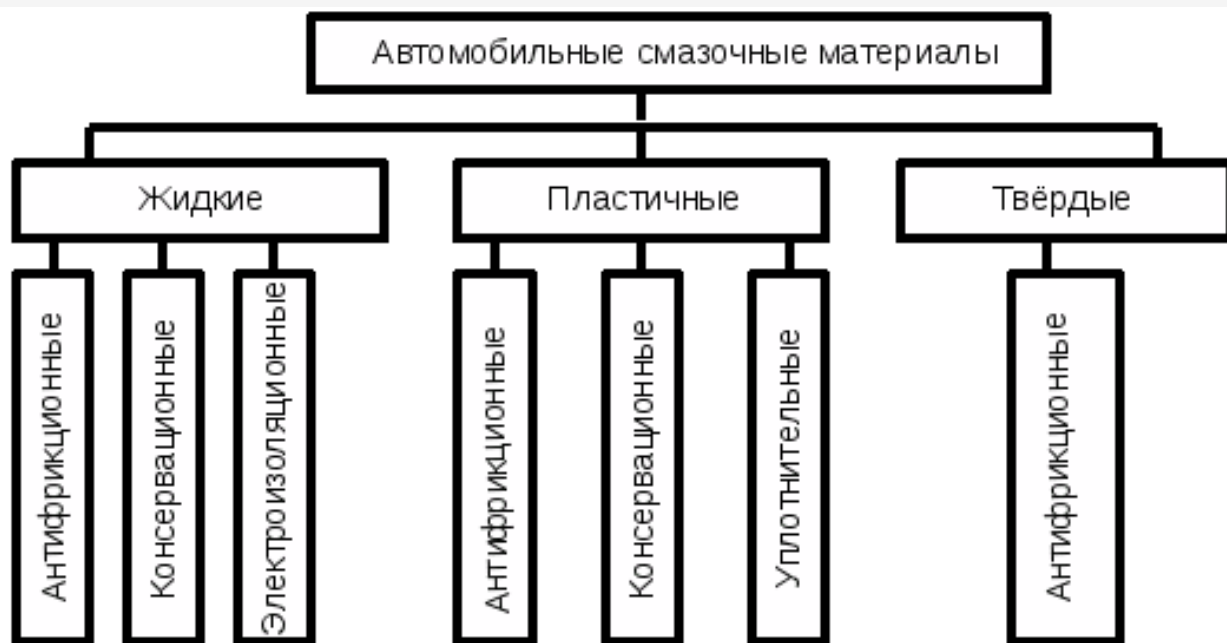 Автомобильные смазочные материалы
Жидкие
Пластичные
Твёрдые
Антифрикционные
Консервационные
Электроизоляционные
Антифрикционные
Консервационные
Уплотнительные
Антифрикционные